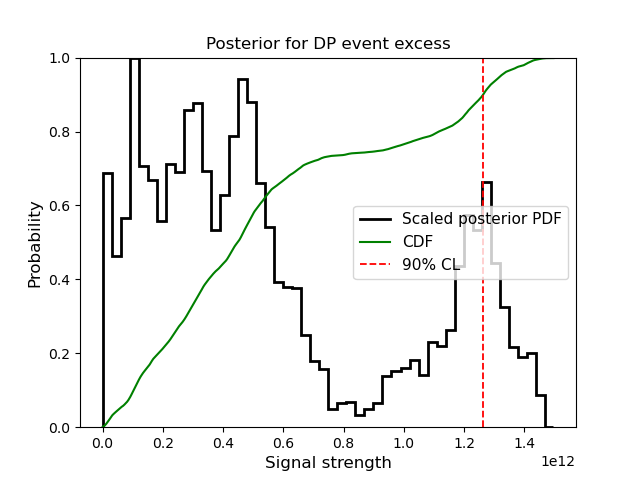 Posterior for DP event excess
Probability
1.0
0.8
0.6
0.4
0.2
0.0
Scaled posterior PDF
CDF
90% CL
0.0 0.2 0.4 0.6 0.8 1.0 1.2 1.4
1e12
Signal strength